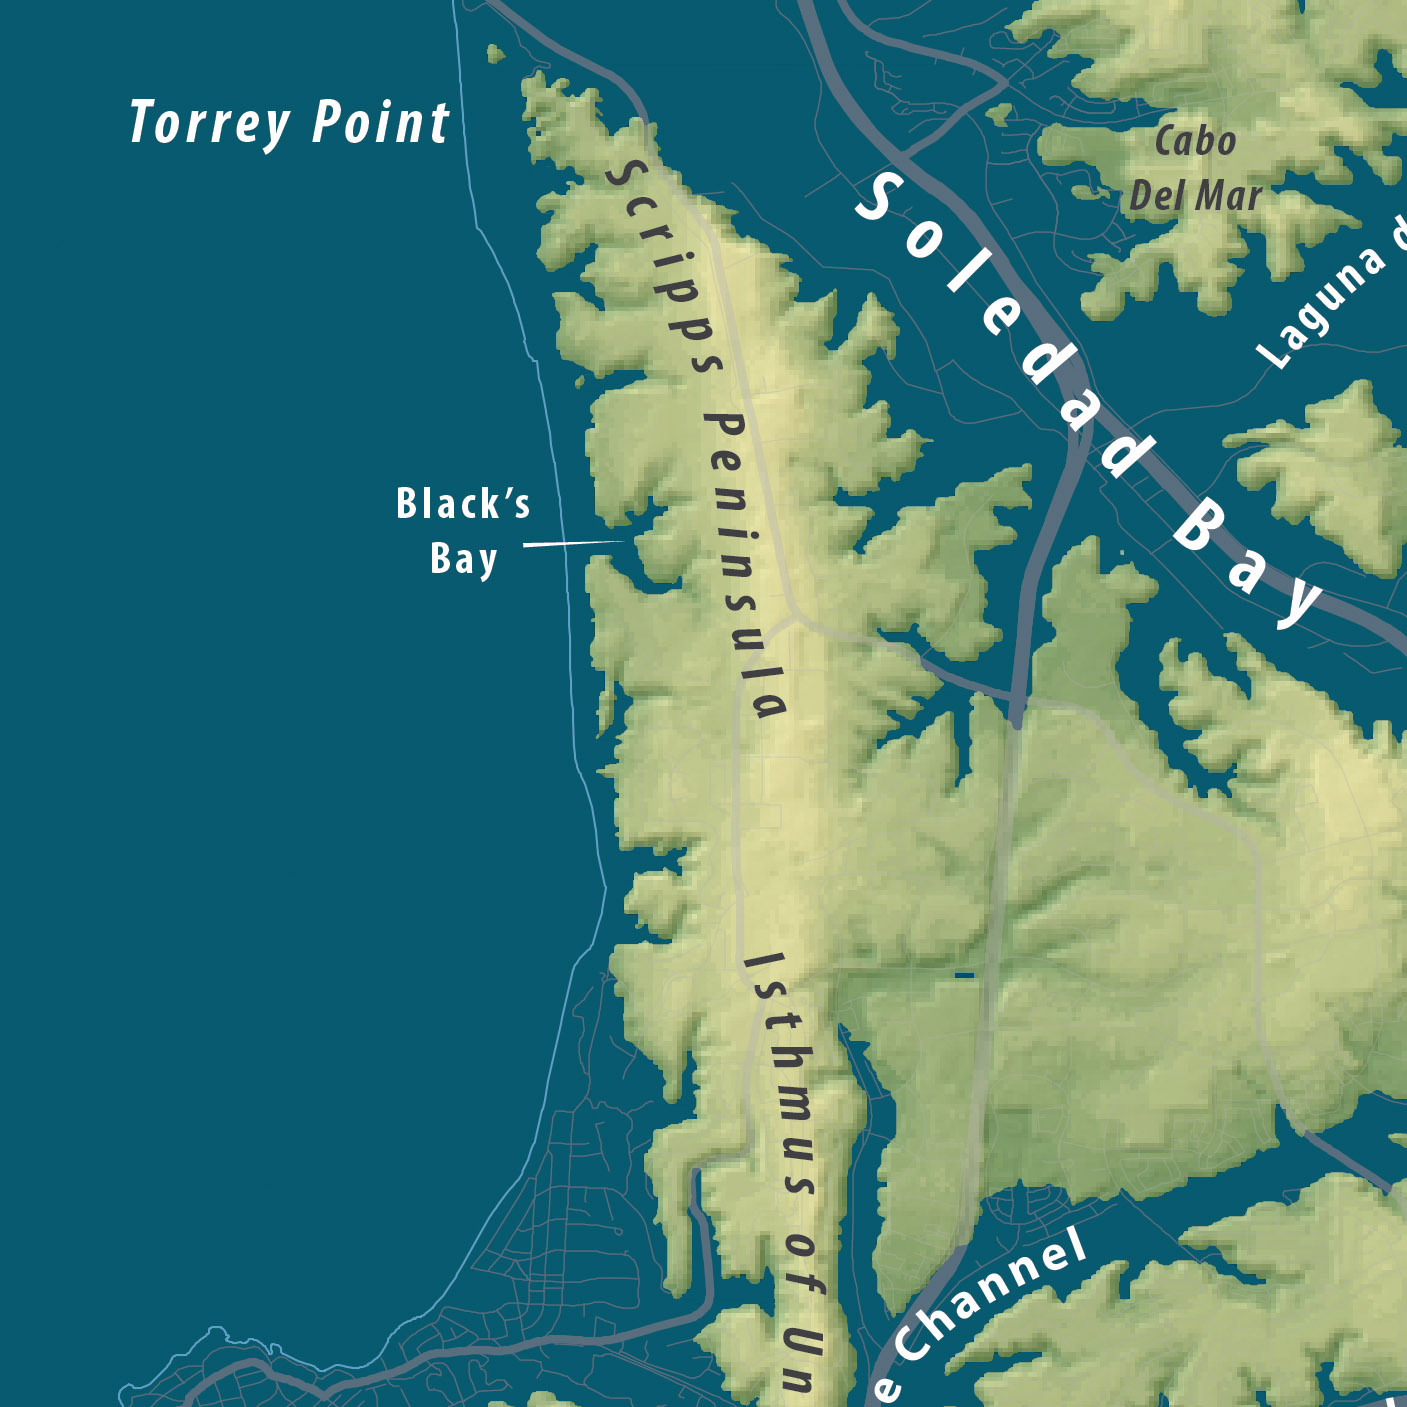 Torrey Point
Cabo
Del Mar
Scripps Peninsula
Soledad Bay
Laguna
Black's
Bay
Isthmus of Un
Channel